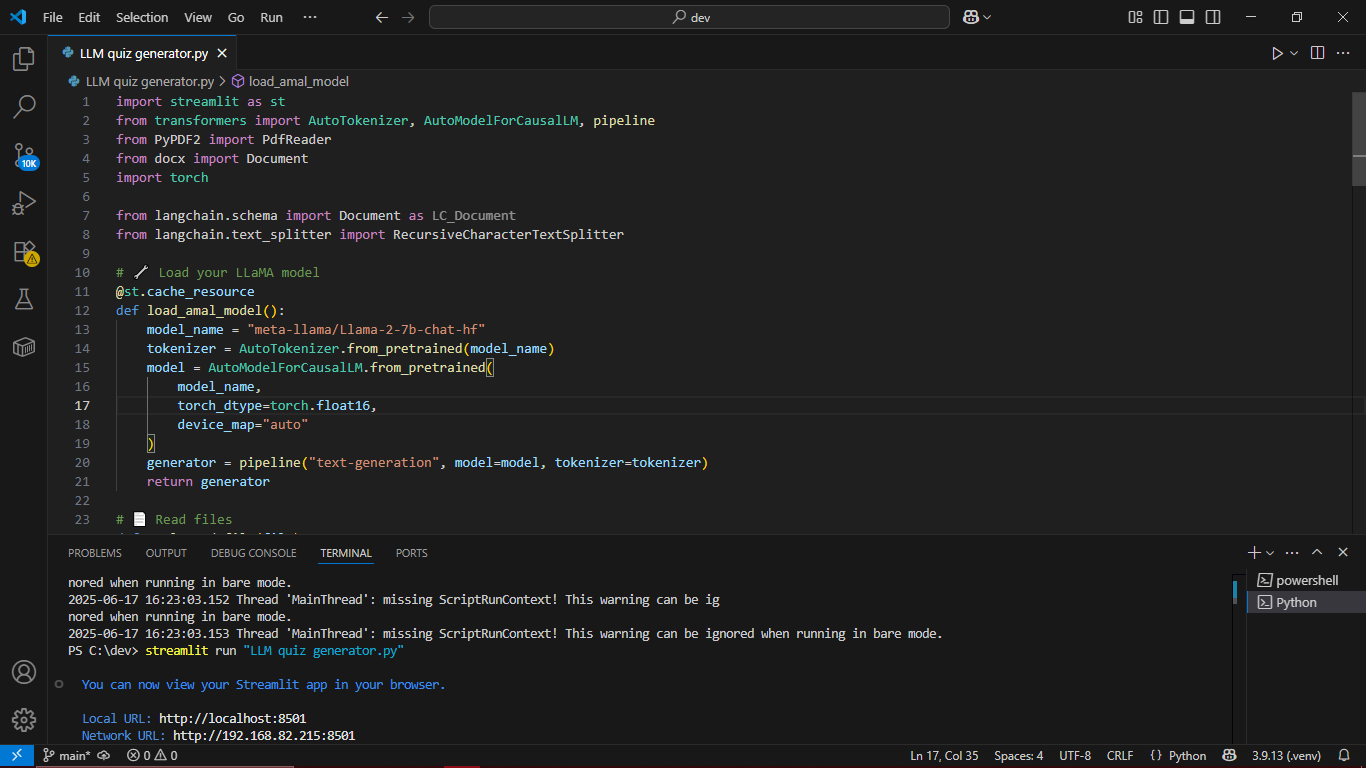 File Edit Selection View Go Run ··· dev
LLM quiz generator.py
LLM quiz generator.py > load_amal_model
1 import streamlit as st
2 from transformers import AutoTokenizer, AutoModelForCausalLM, pipeline
3 from PyPDF2 import PdfReader
4 from docx import Document
5 import torch
6
7 from langchain.schema import Document as LC_Document
8 from langchain.text_splitter import RecursiveCharacterTextSplitter
9
10 # 🔧 Load your LLaMA model
11 @st.cache_resource
12 def load_amal_model():
13 model_name = "meta-llama/Llama-2-7b-chat-hf"
14 tokenizer = AutoTokenizer.from_pretrained(model_name)
15 model = AutoModelForCausalLM.from_pretrained(
16 model_name,
17 torch_dtype=torch.float16,
18 device_map="auto"
19 )
20 generator = pipeline("text-generation", model=model, tokenizer=tokenizer)
21 return generator
22
23 # 📄 Read files
10K
PROBLEMS OUTPUT DEBUG CONSOLE TERMINAL PORTS
nored when running in bare mode.
2025-06-17 16:23:03.152 Thread 'MainThread': missing ScriptRunContext! This warning can be ig
nored when running in bare mode.
2025-06-17 16:23:03.153 Thread 'MainThread': missing ScriptRunContext! This warning can be ignored when running in bare mode.
PS C:\dev> streamlit run "LLM quiz generator.py"
You can now view your Streamlit app in your browser.
Local URL: http://localhost:8501
Network URL: http://192.168.82.215:8501
powershell
Python
main* 0 0 Ln 17, Col 35 Spaces: 4 UTF-8 CRLF {} Python 3.9.13 (.venv)